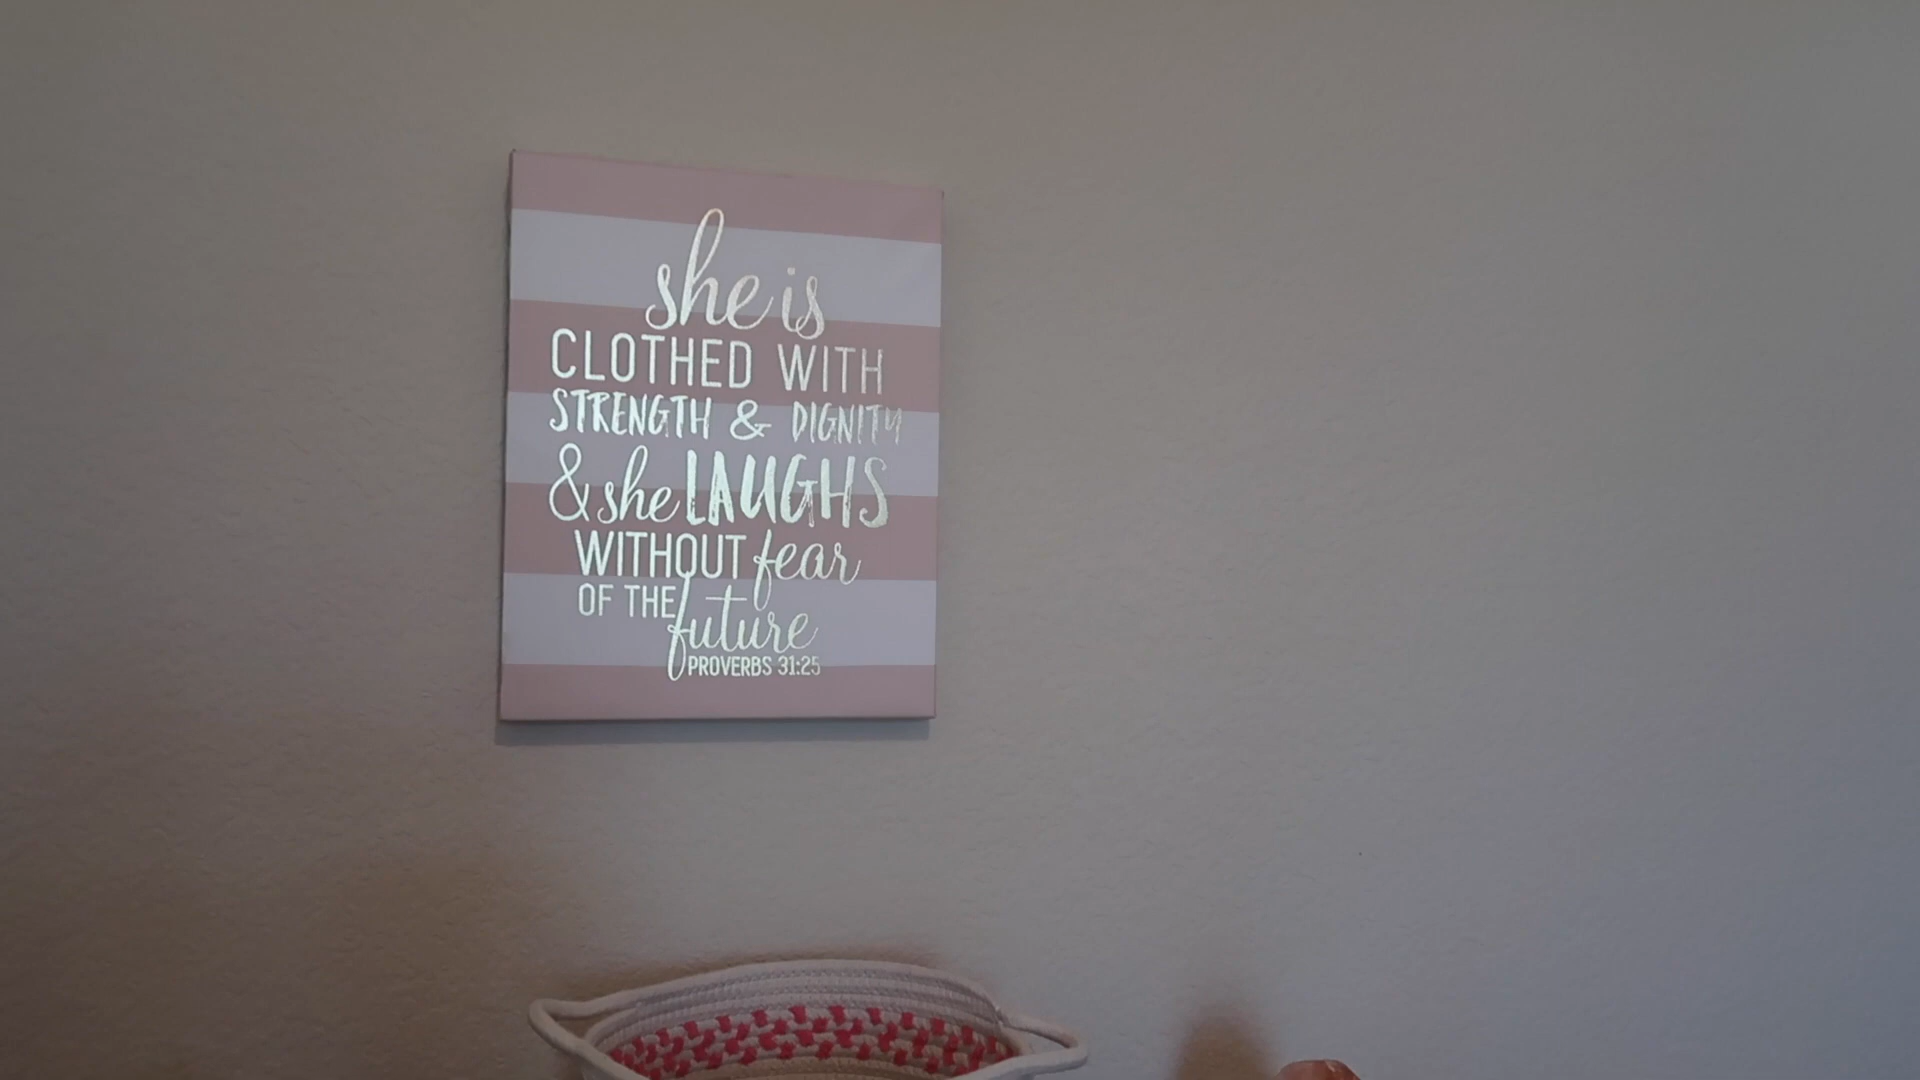 she is
CLOTHED WITH
STRENGTH & DIGNITY
& she LAUGHS
WITHOUT fear
OF THE future
PROVERBS 31:25